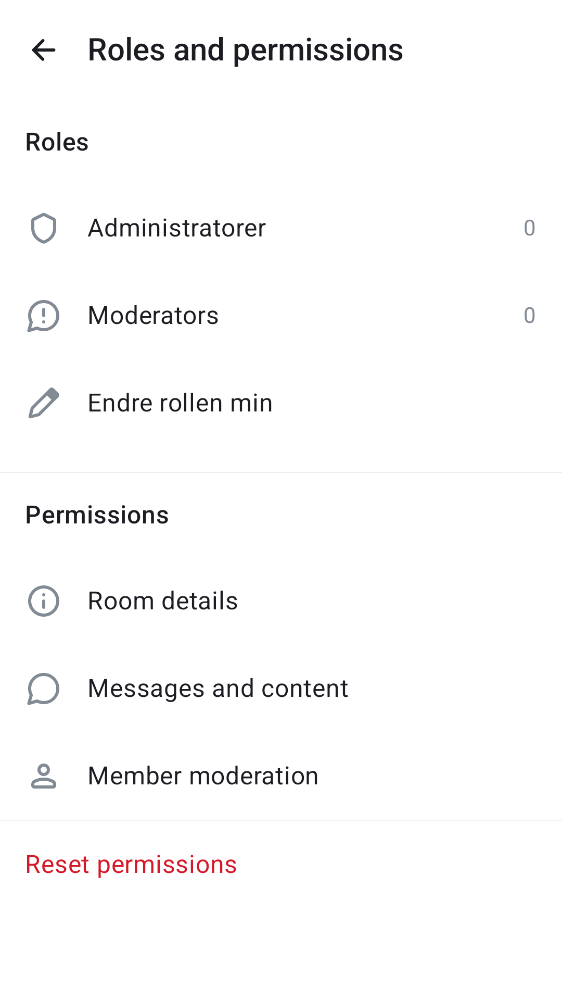 Roles and permissions
Roles
Administratorer 0
Moderators 0
Endre rollen min
Permissions
Room details
Messages and content
Member moderation
Reset permissions